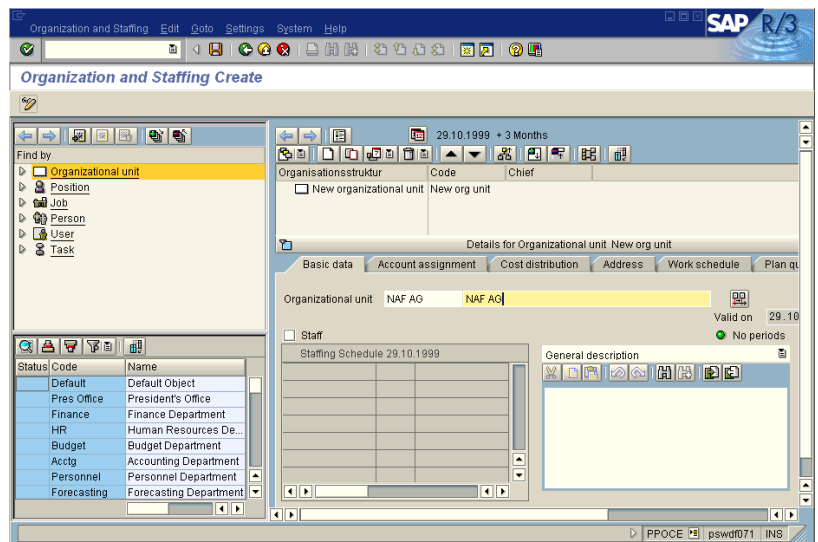 Organization and Staffing Edit Goto Settings System Help
SAP R/3
Organization and Staffing Create
29.10.1999 + 3 Months
Find by
Organizational unit
Position
Job
Person
User
Task
Organisationsstruktur Code Chief
New organizational unit New org unit
Details for Organizational unit New org unit
Basic data Account assignment Cost distribution Address Work schedule Plan qu
Organizational unit NAF AG NAF AG
Valid on 29.10
Staff No periods
Staffing Schedule 29.10.1999 General description
Status Code Name
Default Default Object
Pres Office President's Office
Finance Finance Department
HR Human Resources De...
Budget Budget Department
Acctg Accounting Department
Personnel Personnel Department
Forecasting Forecasting Department
PPOCE pswdf071 INS